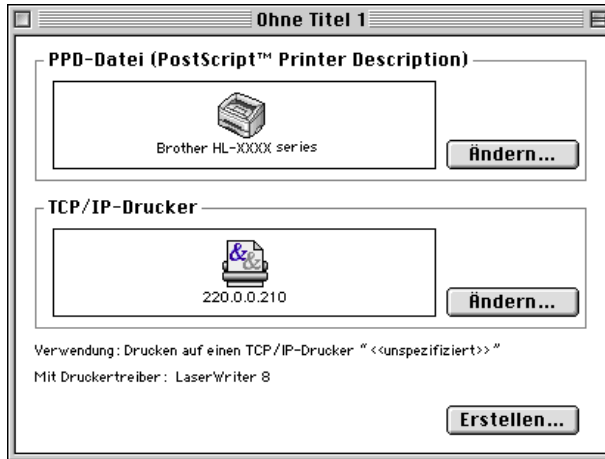 Ohne Titel 1
PPD-Datei (PostScript™ Printer Description)
Brother HL-XXXX series
Ändern...
TCP/IP-Drucker
220.0.0.210
Ändern...
Verwendung: Drucken auf einen TCP/IP-Drucker "<<unspezifiziert>>"
Mit Druckertreiber: LaserWriter 8
Erstellen...